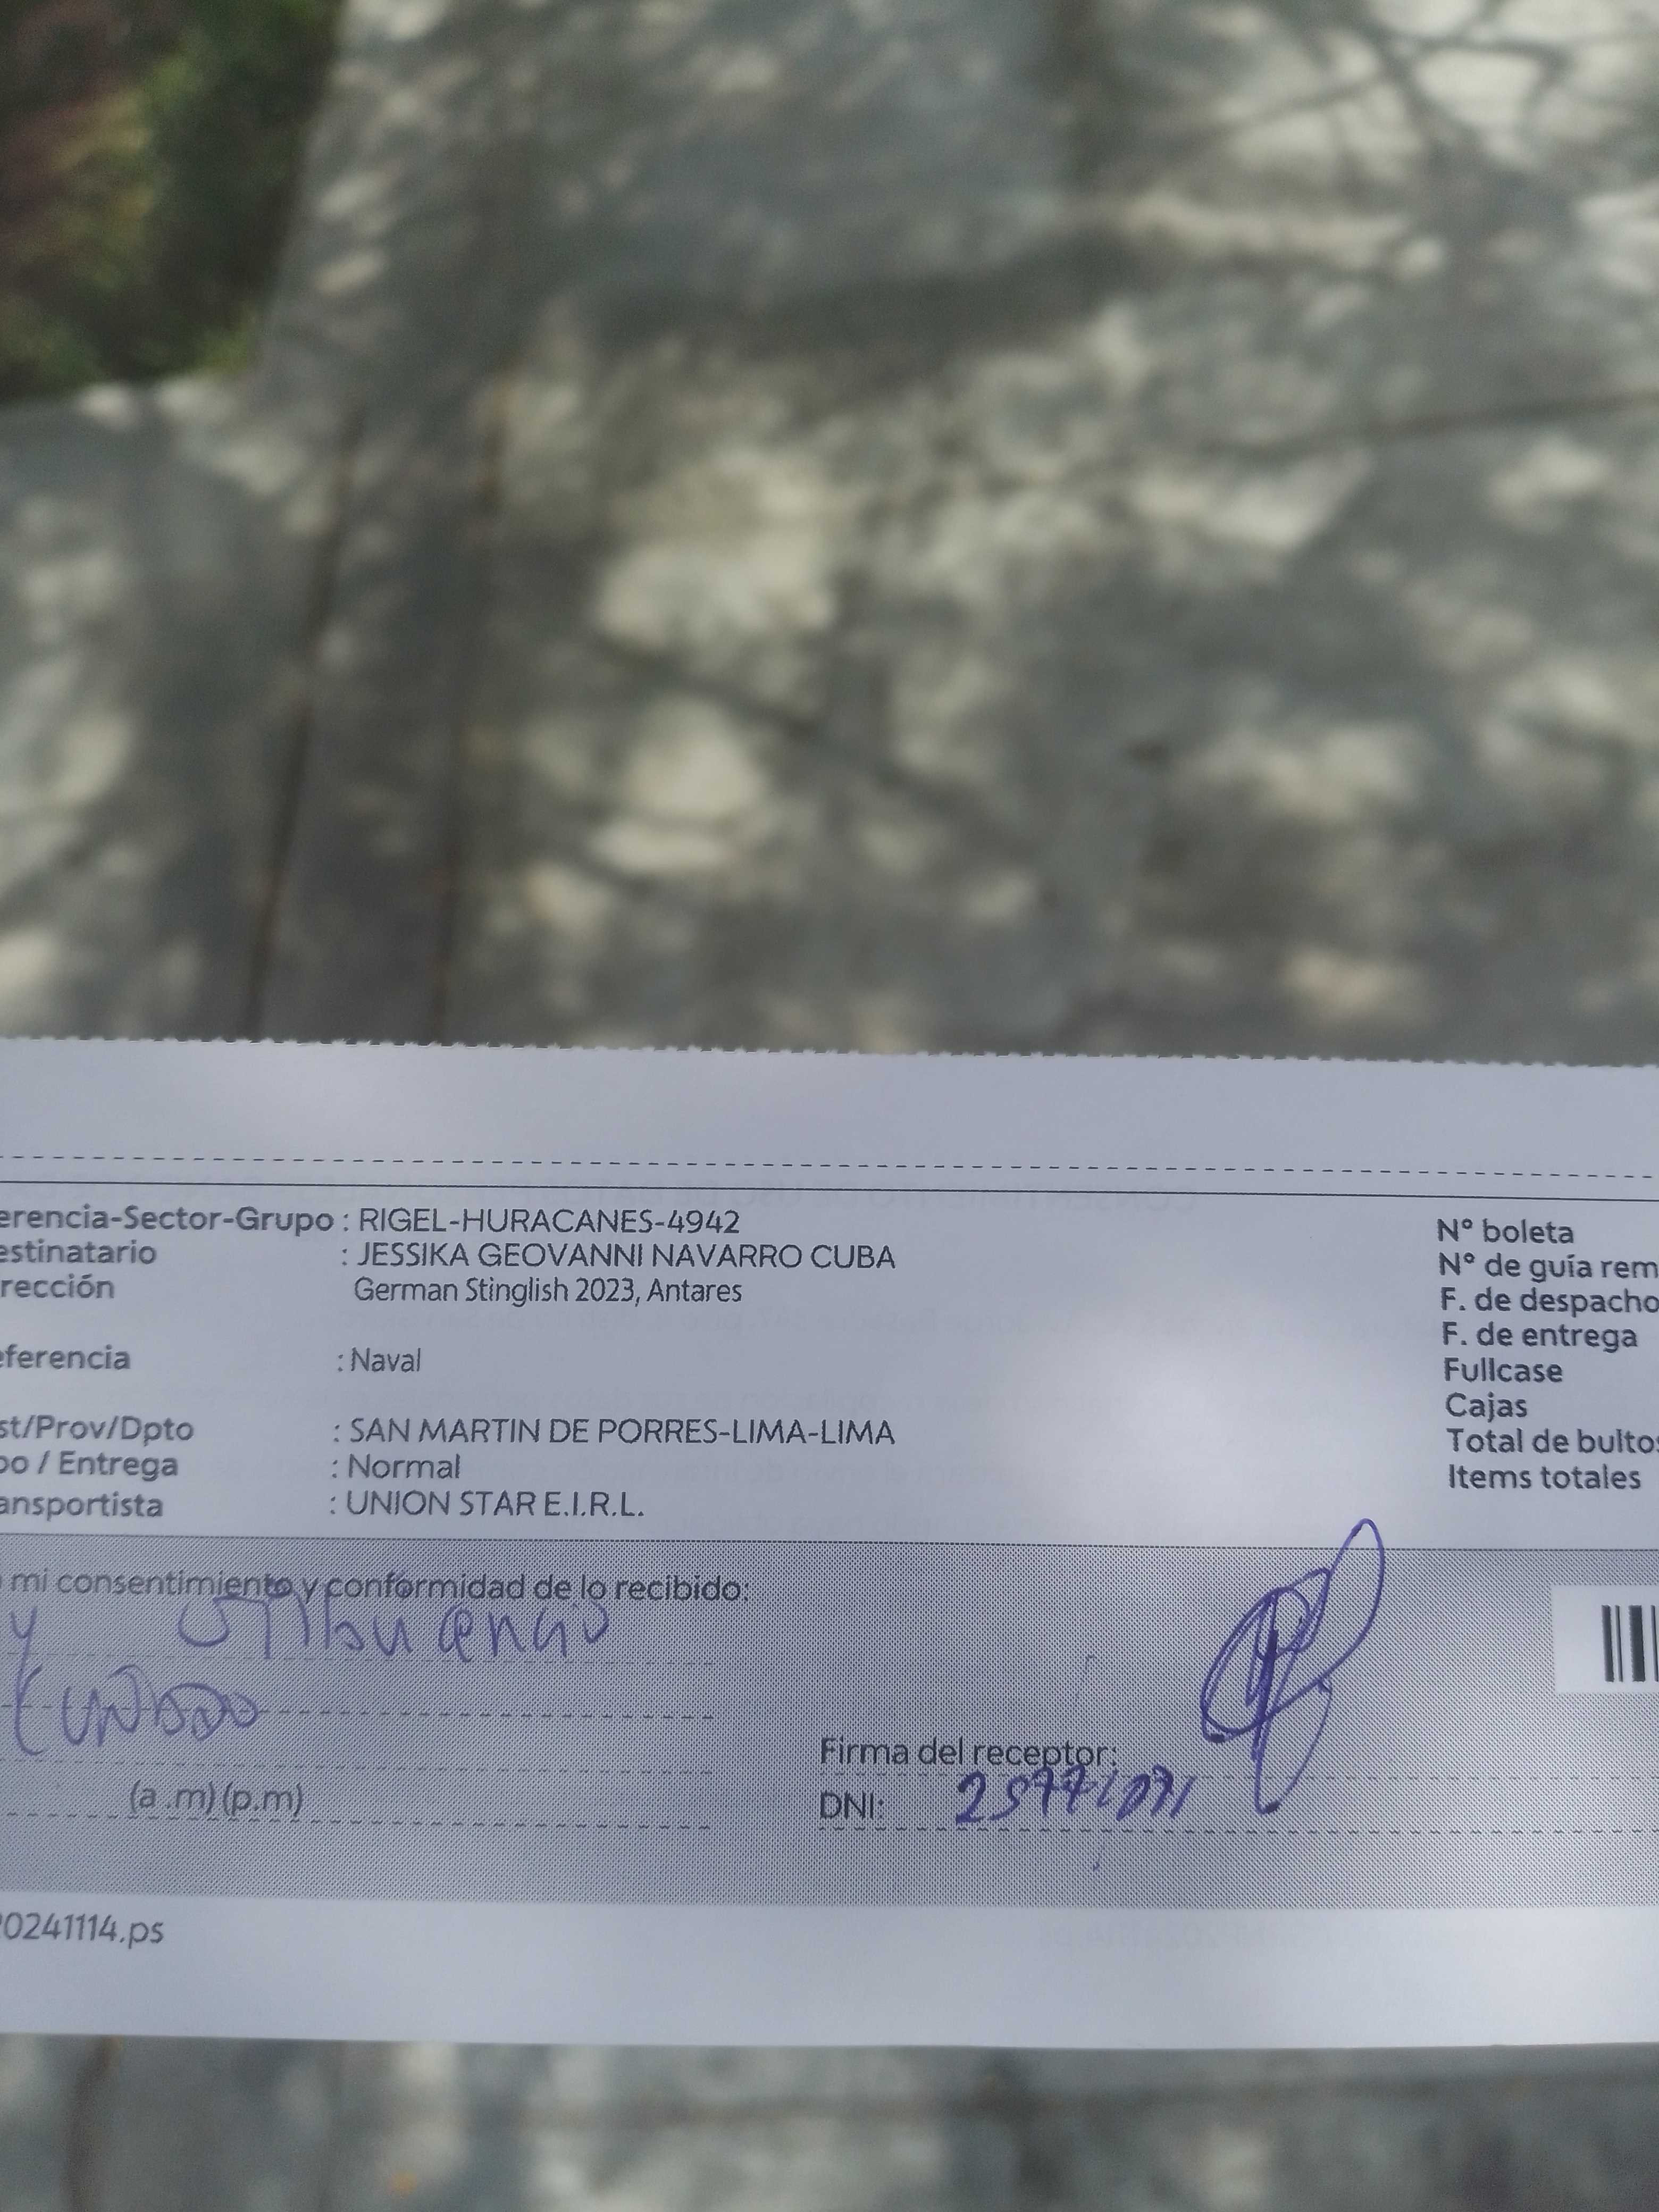 erencia-Sector-Grupo : RIGEL-HURACANES-4942
estinatario : JESSIKA GEOVANNI NAVARRO CUBA
rección German Stinglish 2023, Antares
eferencia : Naval
st/Prov/Dpto : SAN MARTIN DE PORRES-LIMA-LIMA
po / Entrega : Normal
ansportista : UNION STAR E.I.R.L.
N° boleta
N° de guía rem
F. de despacho
F. de entrega
Fullcase
Cajas
Total de bultos
Items totales
mi consentimiento y conformidad de lo recibido:
y
(a .m) (p.m)
Firma del receptor:
DNI:
20241114.ps